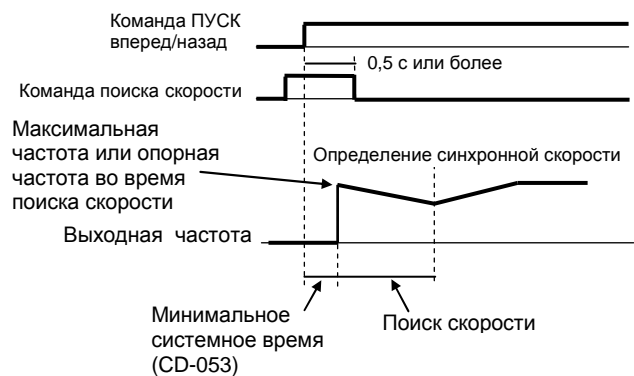 Команда ПУСК
вперед/назад
0,5 с или более
Команда поиска скорости
Максимальная
частота или опорная
частота во время
поиска скорости
Определение синхронной скорости
Выходная частота
Минимальное
системное время
(CD-053)
Поиск скорости